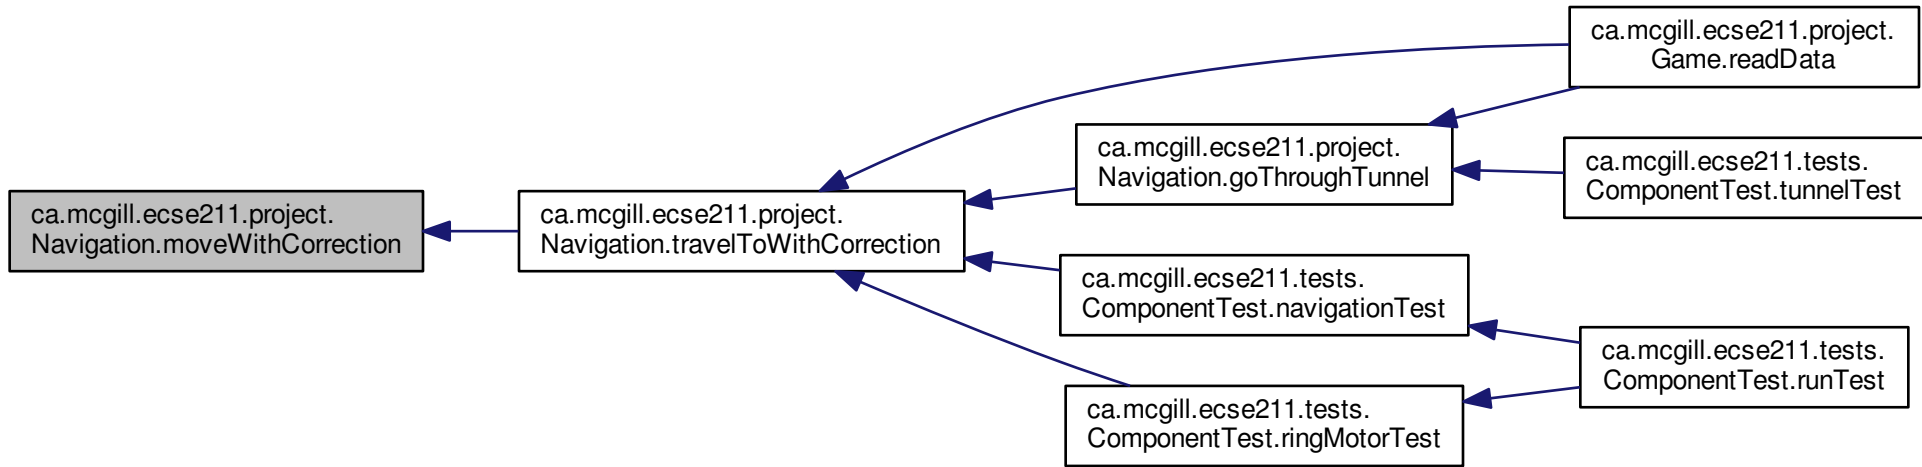 ca.mcgill.ecse211.project.
Navigation.moveWithCorrection
ca.mcgill.ecse211.project.
Navigation.travelToWithCorrection
ca.mcgill.ecse211.project.
Game.readData
ca.mcgill.ecse211.project.
Navigation.goThroughTunnel
ca.mcgill.ecse211.tests.
ComponentTest.tunnelTest
ca.mcgill.ecse211.tests.
ComponentTest.navigationTest
ca.mcgill.ecse211.tests.
ComponentTest.runTest
ca.mcgill.ecse211.tests.
ComponentTest.ringMotorTest